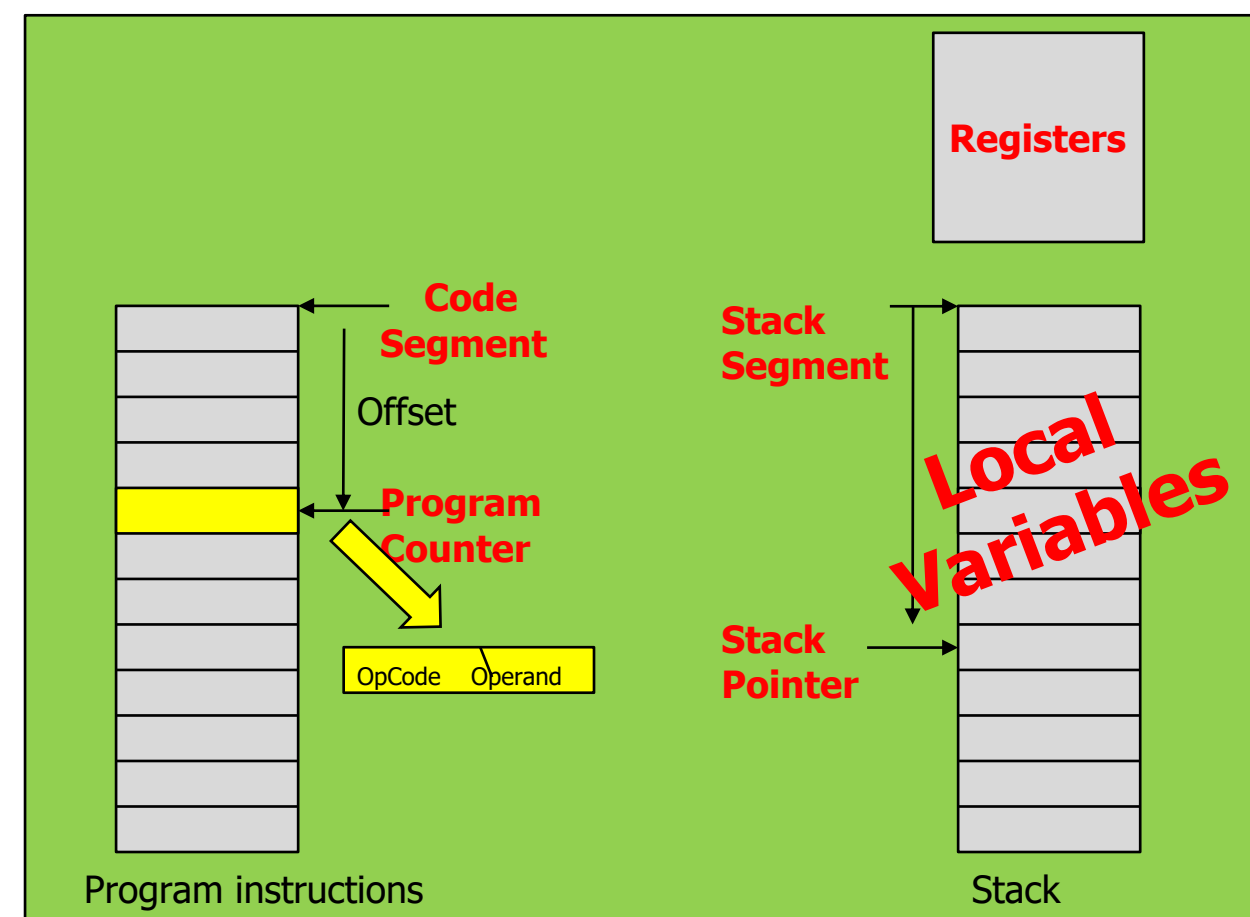 Registers
Code
Segment
Offset
Program
Counter
OpCode Operand
Program instructions
Stack
Segment
Local
Variables
Stack
Pointer
Stack